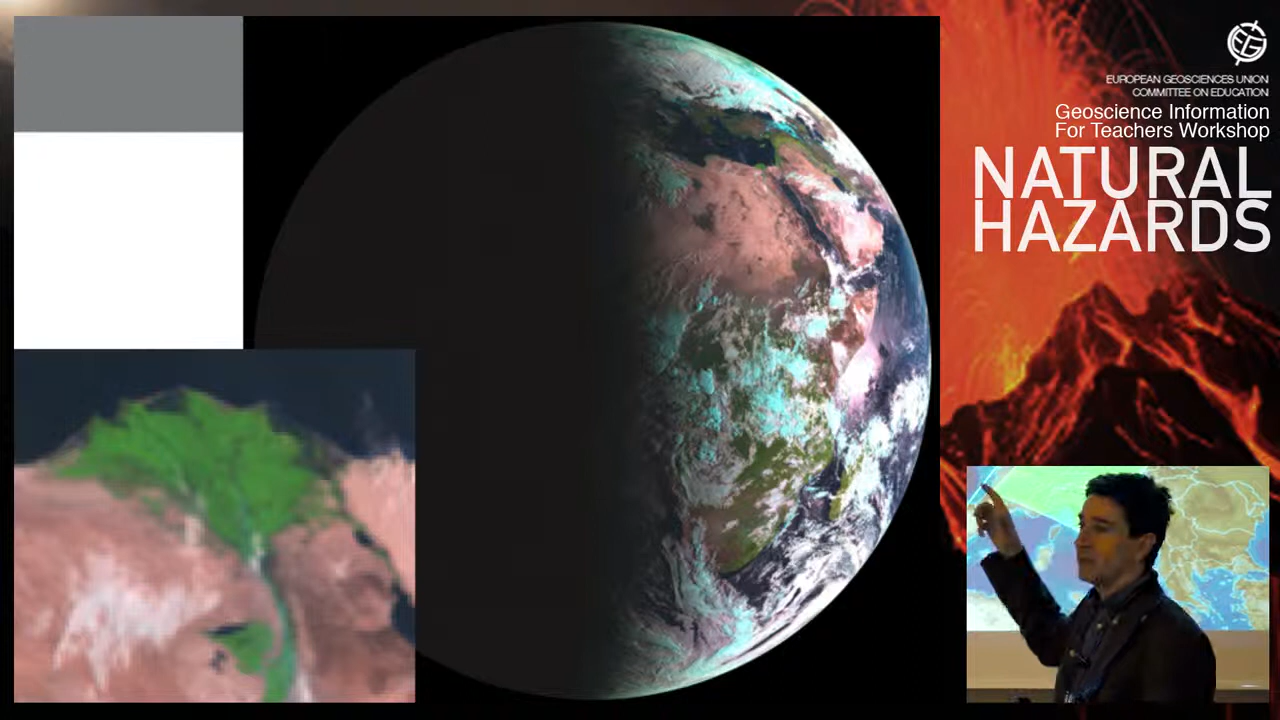 EUROPEAN GEOSCIENCES UNION
COMMITTEE ON EDUCATION
Geoscience Information
For Teachers Workshop
NATURAL
HAZARDS